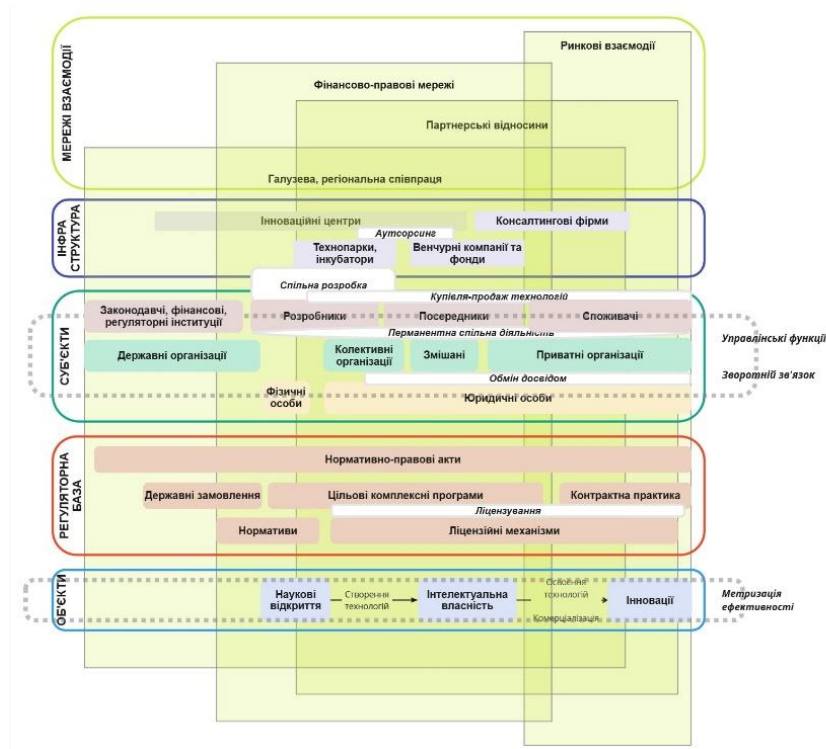 МЕРЕЖІ ВЗАЄМОДІЇ
Ринкові взаємодії
Фінансово-правові мережі
Партнерські відносини
Галузева, регіональна співпраця
ІНФРА
СТРУКТУРА
Інноваційні центри
Консалтингові фірми
Аутсорсинг
Технопарки,
інкубатори
Венчурні компанії та
фонди
СУБ'ЄКТИ
Спільна розробка
Купівля-продаж технологій
Законодавчі, фінансові,
регуляторні інституції
Розробники
Посередники
Споживачі
Перманентна спільна діяльність
Управлінські функції
Державні організації
Колективні
організації
Змішані
Приватні організації
Обмін досвідом
Зворотній зв'язок
Фізичні
особи
Юридичні особи
РЕГУЛЯТОРНА
БАЗА
Нормативно-правові акти
Державні замовлення
Цільові комплексні програми
Контрактна практика
Ліцензування
Нормативи
Ліцензійні механізми
ОБ'ЄКТИ
Наукові
відкриття
Створення
технологій
Інтелектуальна
власність
Освоєння
технологій
Комерціалізація
Інновації
Метризація
ефективності